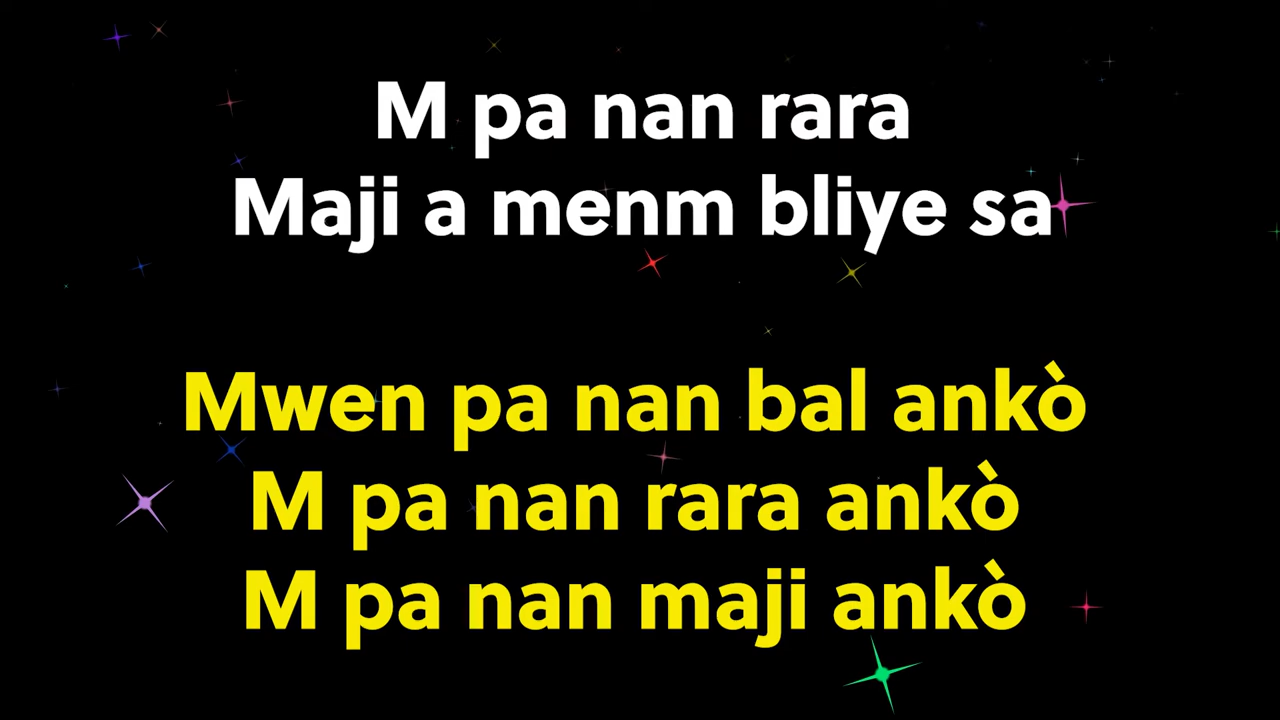 M pa nan rara
Maji a menm bliye sa
Mwen pa nan bal ankò
M pa nan rara ankò
M pa nan maji ankò